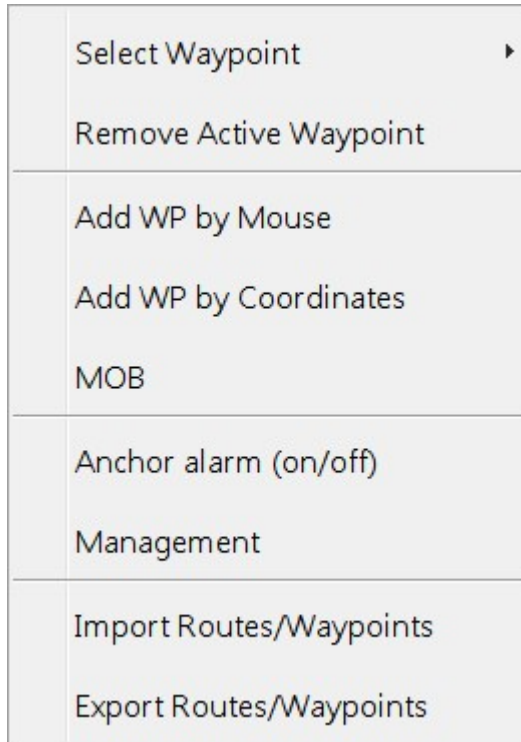 Select Waypoint
Remove Active Waypoint
Add WP by Mouse
Add WP by Coordinates
MOB
Anchor alarm (on/off)
Management
Import Routes/Waypoints
Export Routes/Waypoints